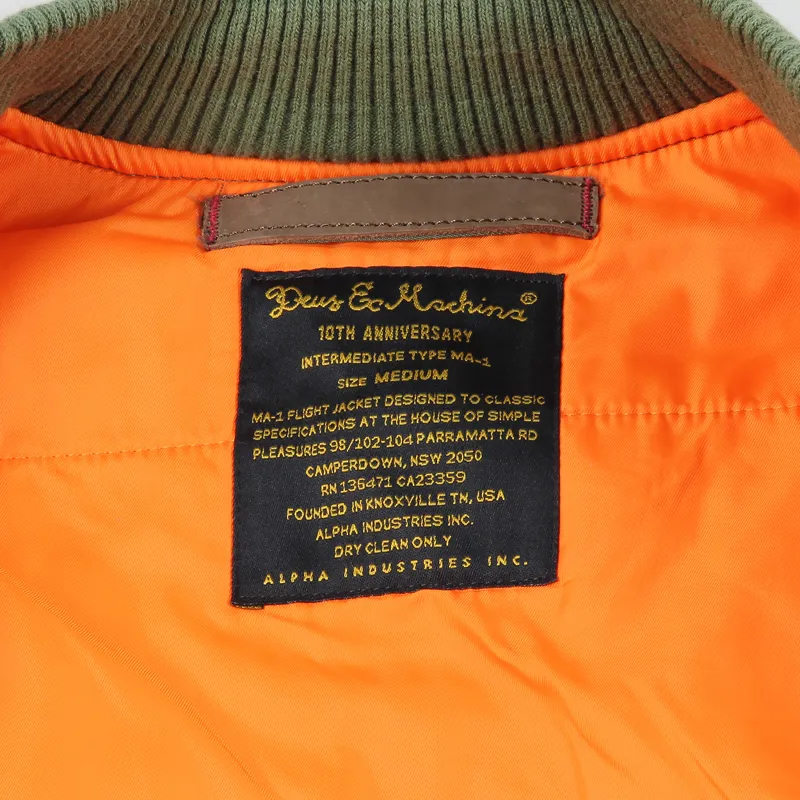 Deus Ex Machina®
10TH ANNIVERSARY
INTERMEDIATE TYPE MA-1
SIZE MEDIUM
MA-1 FLIGHT JACKET DESIGNED TO CLASSIC
SPECIFICATIONS AT THE HOUSE OF SIMPLE
PLEASURES 98/102-104 PARRAMATTA RD
CAMPERDOWN, NSW 2050
RN 136471 CA23359
FOUNDED IN KNOXVILLE TN, USA
ALPHA INDUSTRIES INC.
DRY CLEAN ONLY
ALPHA INDUSTRIES INC.